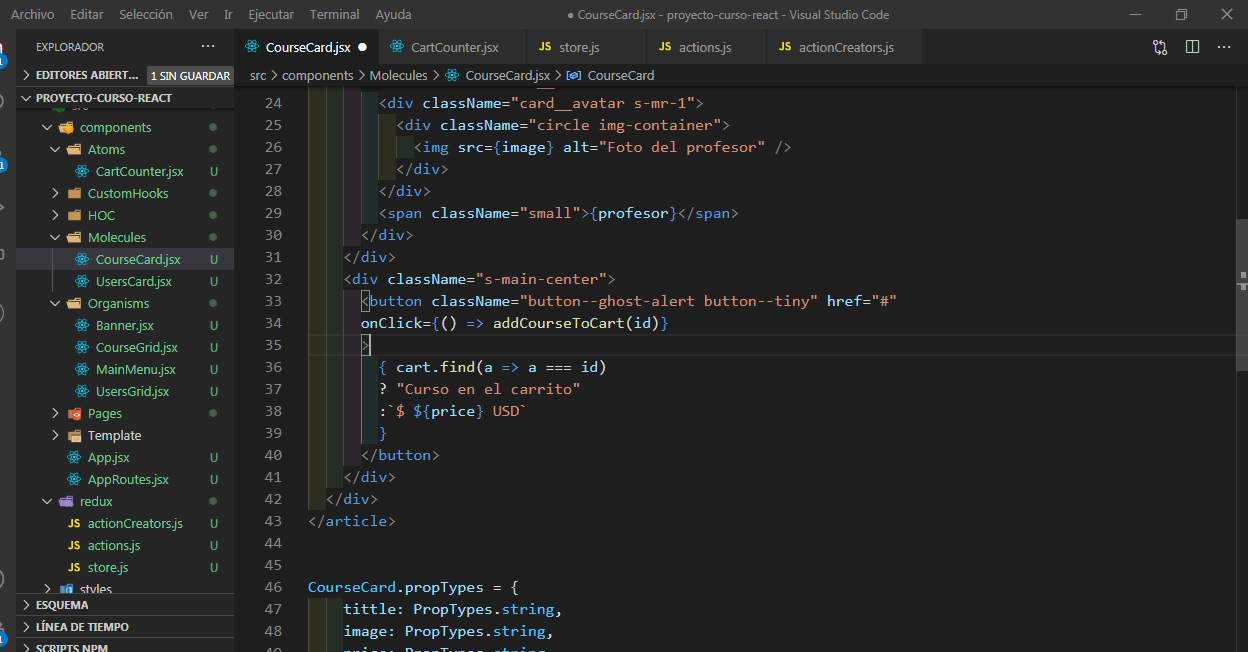 Archivo Editar Selección Ver Ir Ejecutar Terminal Ayuda ● CourseCard.jsx - proyecto-curso-react - Visual Studio Code
EXPLORADOR ···
EDITORES ABIERT... 1 SIN GUARDAR
PROYECTO-CURSO-REACT
components
Atoms
CartCounter.jsx U
CustomHooks
HOC
Molecules
CourseCard.jsx U
UsersCard.jsx U
Organisms
Banner.jsx U
CourseGrid.jsx U
MainMenu.jsx U
UsersGrid.jsx U
Pages
Template
App.jsx U
AppRoutes.jsx U
redux
JS actionCreators.js U
JS actions.js U
JS store.js U
styles
ESQUEMA
LÍNEA DE TIEMPO
SCRIPTS NPM
CourseCard.jsx ● CartCounter.jsx JS store.js JS actions.js JS actionCreators.js ···
src > components > Molecules > CourseCard.jsx > CourseCard
24 <div className="card__avatar s-mr-1">
25 <div className="circle img-container">
26 <img src={image} alt="Foto del profesor" />
27 </div>
28 </div>
29 <span className="small">{profesor}</span>
30 </div>
31 </div>
32 <div className="s-main-center">
33 <button className="button--ghost-alert button--tiny" href="#"
34 onClick={() => addCourseToCart(id)}
35 >
36 { cart.find(a => a === id)
37 ? "Curso en el carrito"
38 :`$ ${price} USD`
39 }
40 </button>
41 </div>
42 </div>
43 </article>
44
45
46 CourseCard.propTypes = {
47 tittle: PropTypes.string,
48 image: PropTypes.string,
49 price: PropTypes.string